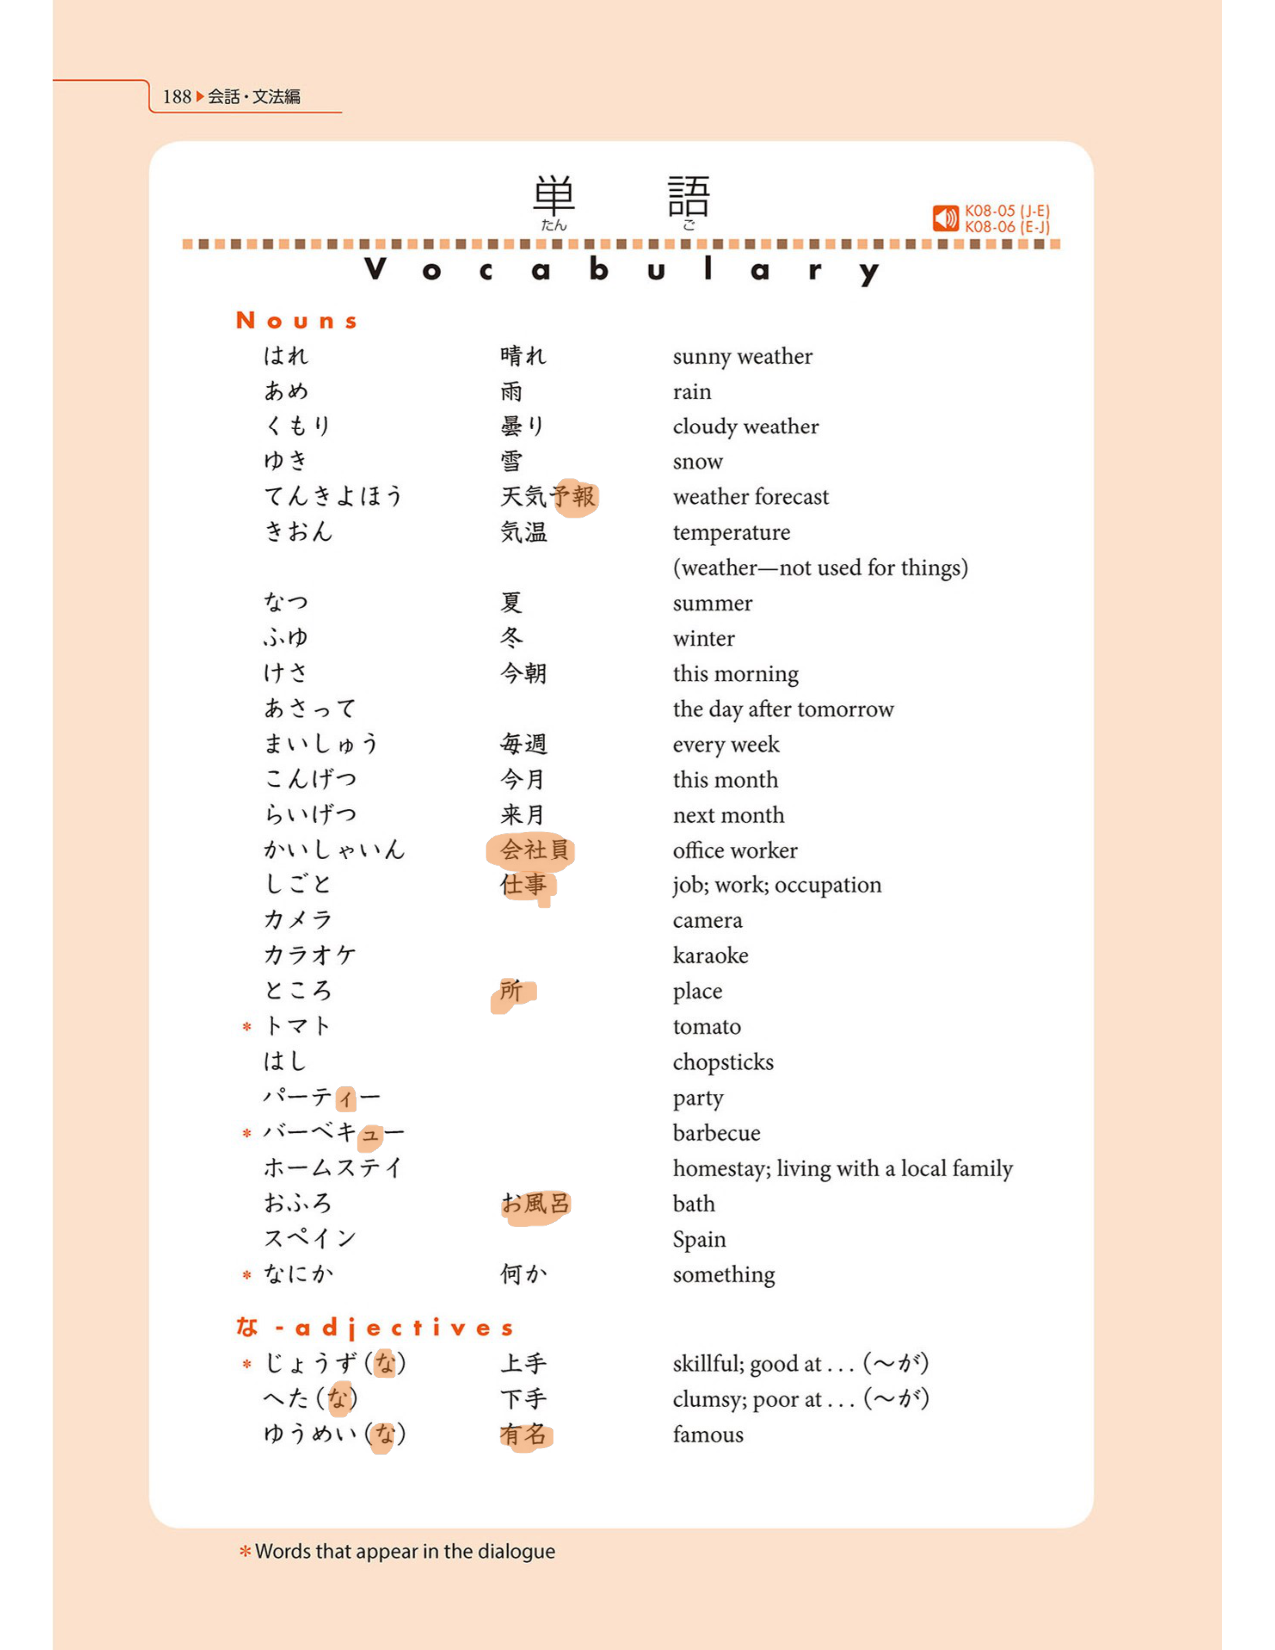 188▶会話・文法編
単語
たんご
K08-05 (J-E)
K08-06 (E-J)
Vocabulary
Nouns
はれ 晴れ sunny weather
あめ 雨 rain
くもり 曇り cloudy weather
ゆき 雪 snow
てんきよほう 天気予報 weather forecast
きおん 気温 temperature
(weather—not used for things)
なつ 夏 summer
ふゆ 冬 winter
けさ 今朝 this morning
あさって the day after tomorrow
まいしゅう 毎週 every week
こんげつ 今月 this month
らいげつ 来月 next month
かいしゃいん 会社員 office worker
しごと 仕事 job; work; occupation
カメラ camera
カラオケ karaoke
ところ 所 place
* トマト tomato
はし chopsticks
パーティー party
* バーベキュー barbecue
ホームステイ homestay; living with a local family
おふろ お風呂 bath
スペイン Spain
* なにか 何か something
な-adjectives
* じょうず(な) 上手 skillful; good at . . . (〜が)
へた(な) 下手 clumsy; poor at . . . (〜が)
ゆうめい(な) 有名 famous
* Words that appear in the dialogue